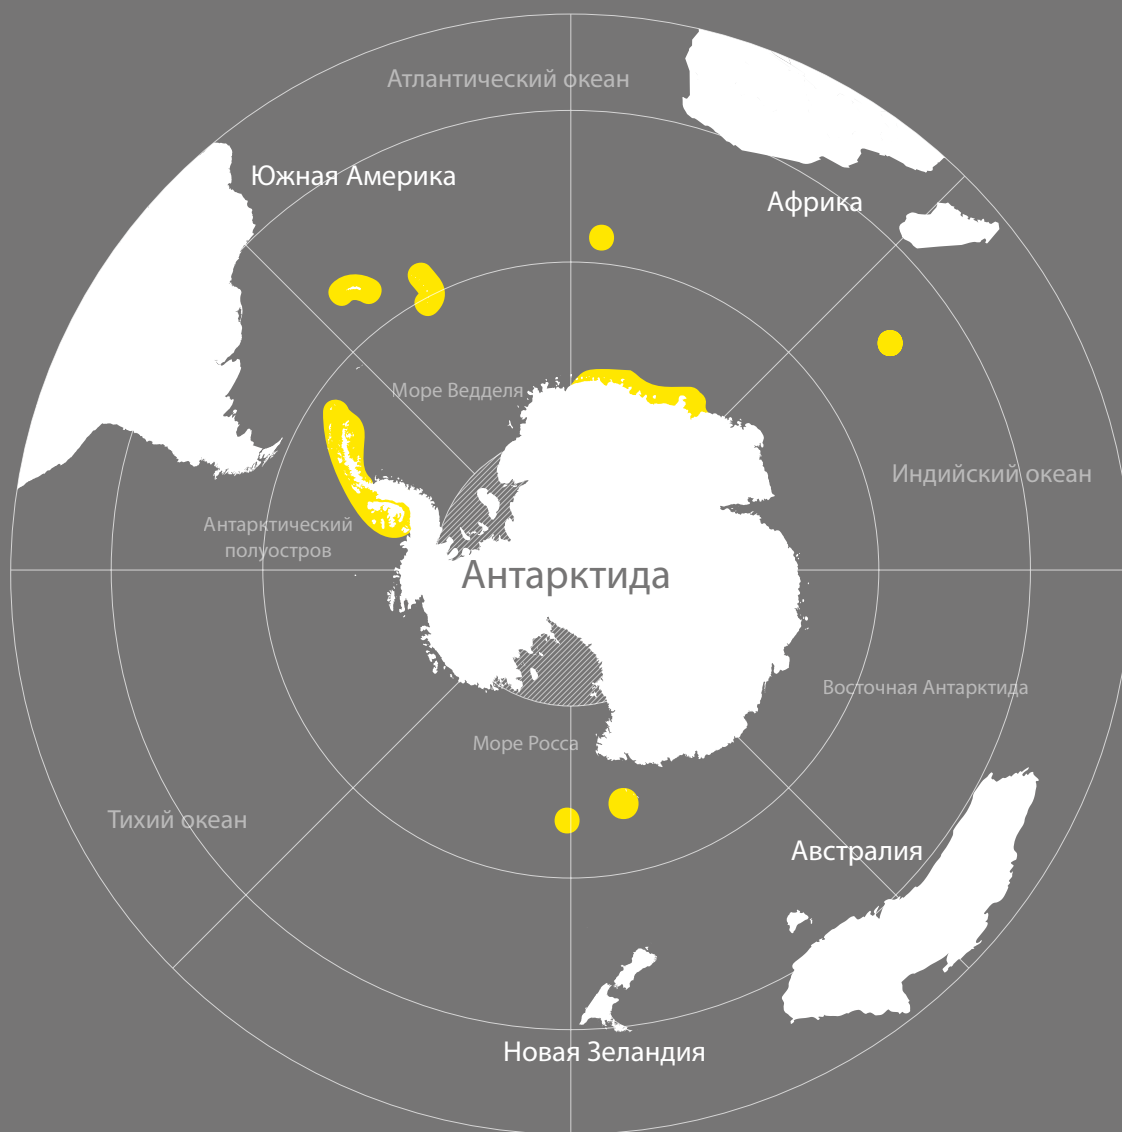 Атлантический океан
Южная Америка
Африка
Море Ведделя
Индийский океан
Антарктический
полуостров
Антарктида
Восточная Антарктида
Море Росса
Тихий океан
Австралия
Новая Зеландия